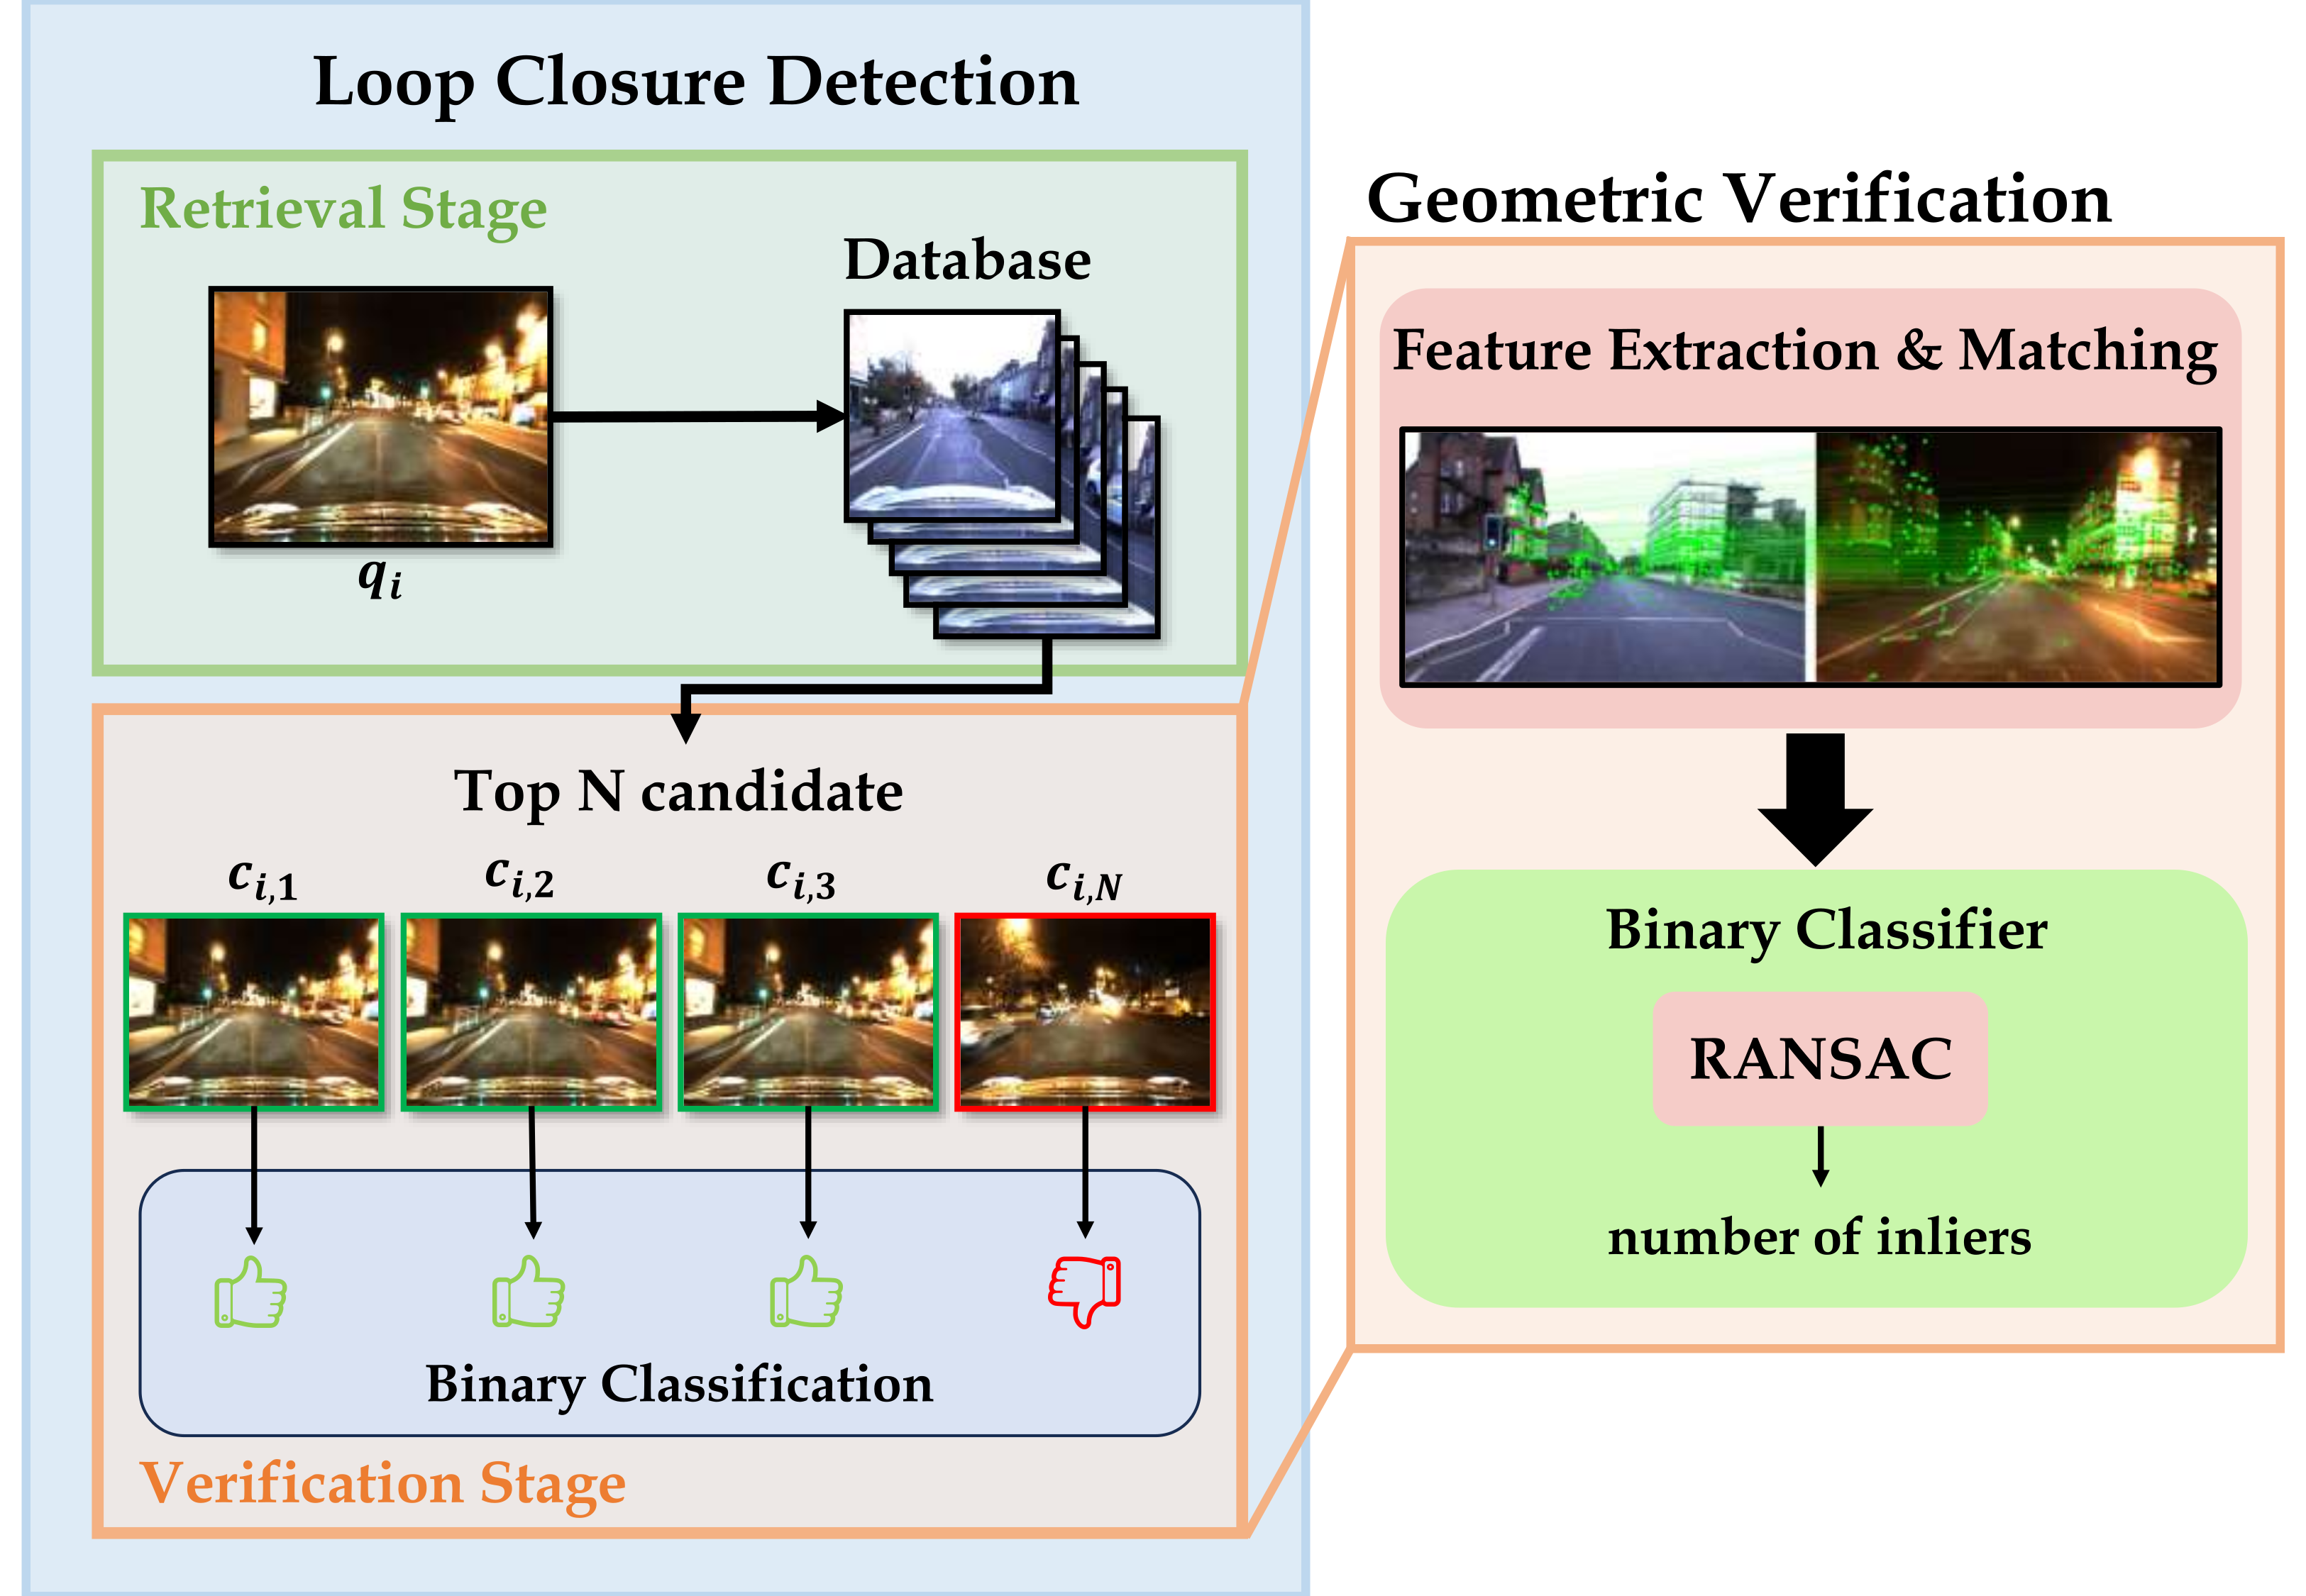 Loop Closure Detection
Retrieval Stage
Database
q_i
Top N candidate
c_{i,1} c_{i,2} c_{i,3} c_{i,N}
Binary Classification
Verification Stage
Geometric Verification
Feature Extraction & Matching
Binary Classifier
RANSAC
number of inliers